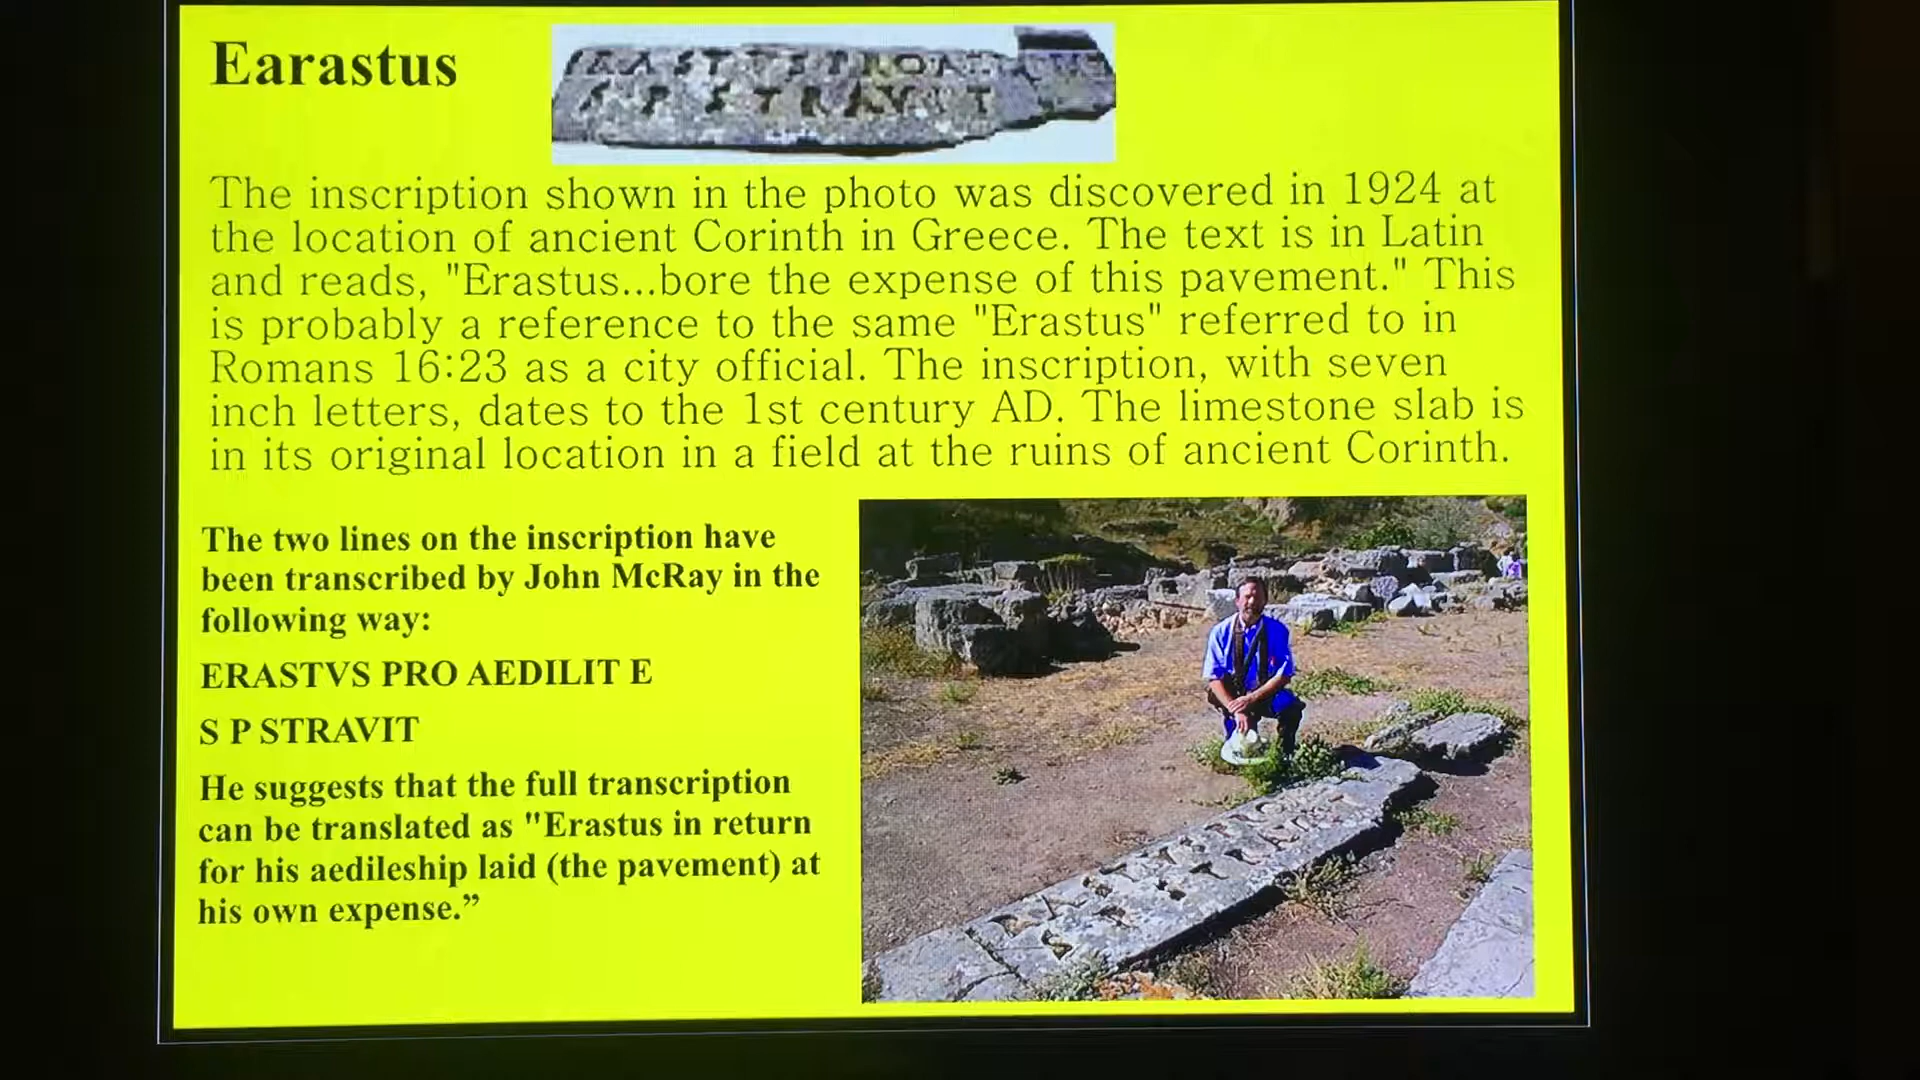 Earastus
ERASTVS PRO A
S P STRAVIT
The inscription shown in the photo was discovered in 1924 at
the location of ancient Corinth in Greece. The text is in Latin
and reads, "Erastus...bore the expense of this pavement." This
is probably a reference to the same "Erastus" referred to in
Romans 16:23 as a city official. The inscription, with seven
inch letters, dates to the 1st century AD. The limestone slab is
in its original location in a field at the ruins of ancient Corinth.
The two lines on the inscription have
been transcribed by John McRay in the
following way:
ERASTVS PRO AEDILIT E
S P STRAVIT
He suggests that the full transcription
can be translated as "Erastus in return
for his aedileship laid (the pavement) at
his own expense.”